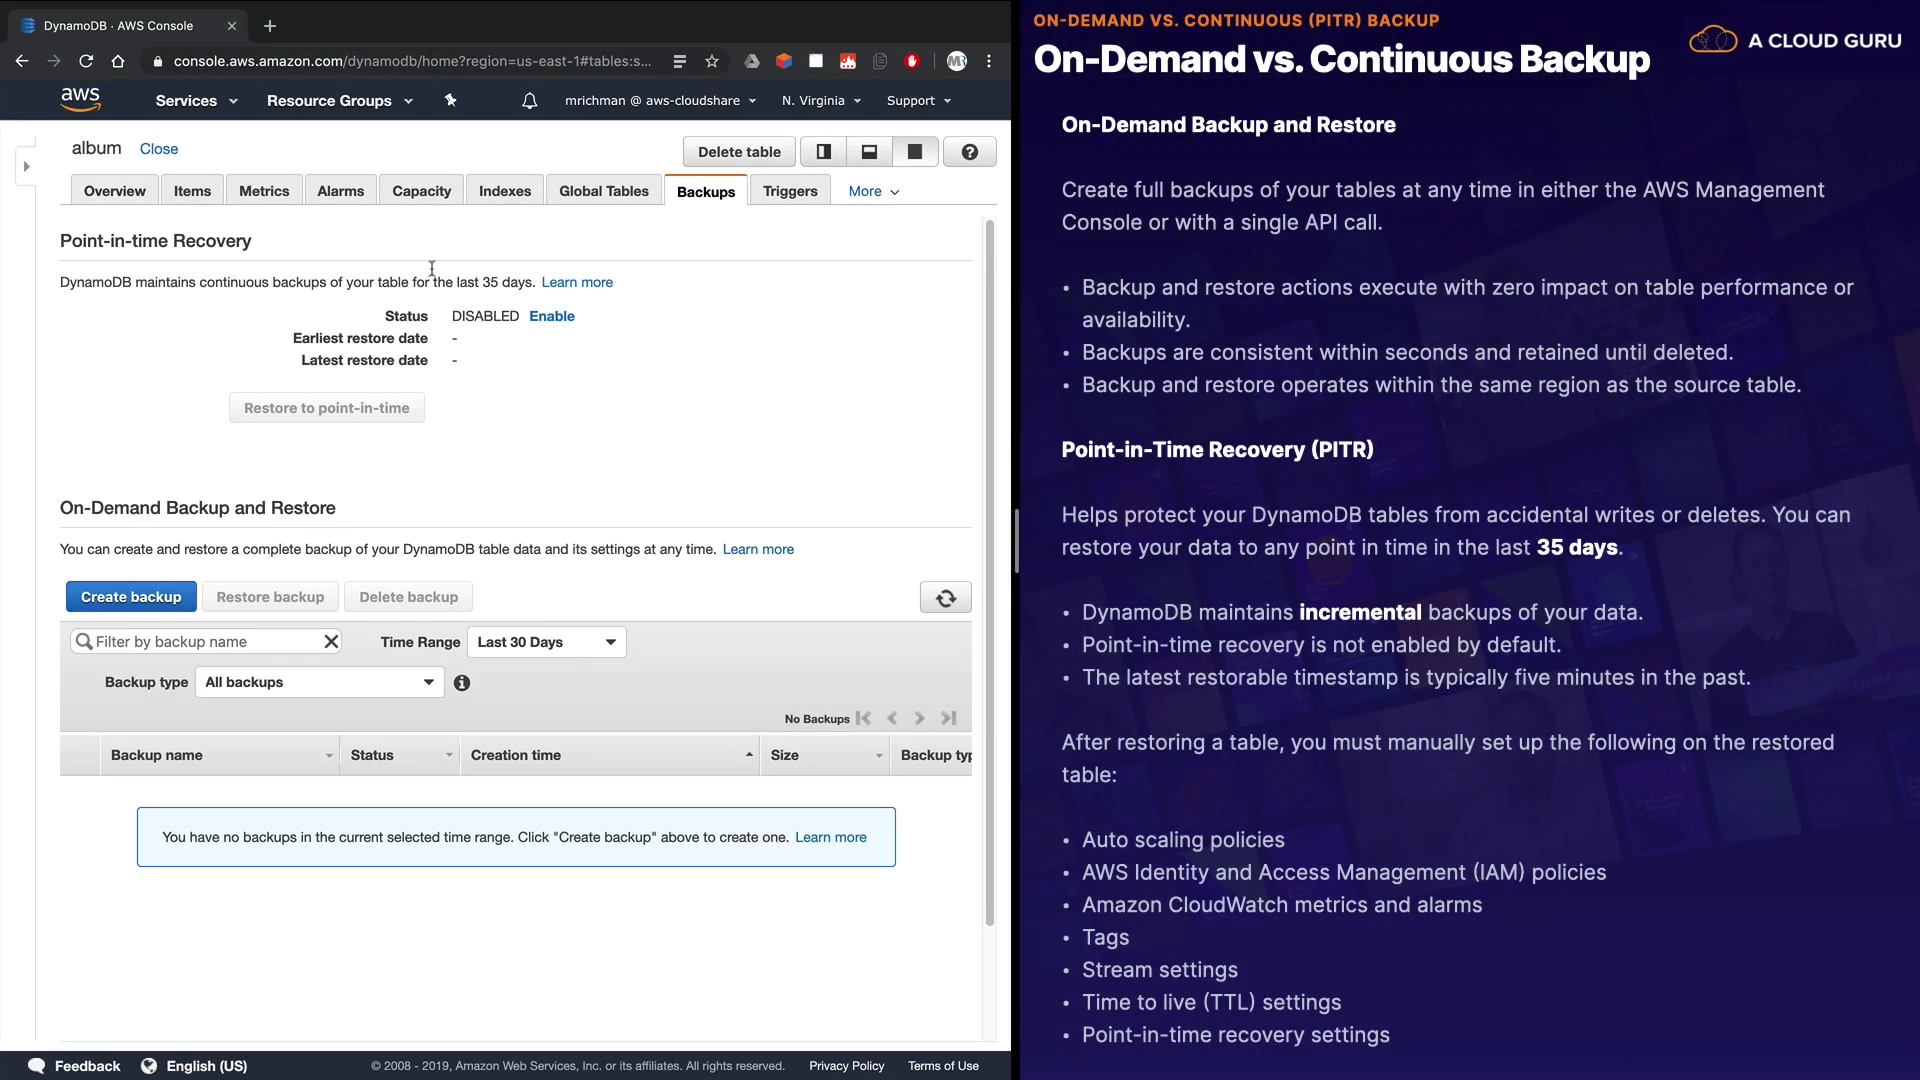 DynamoDB · AWS Console
console.aws.amazon.com/dynamodb/home?region=us-east-1#tables:s...
aws
Services
Resource Groups
mrichman @ aws-cloudshare
N. Virginia
Support
album
Close
Delete table
Overview
Items
Metrics
Alarms
Capacity
Indexes
Global Tables
Backups
Triggers
More
Point-in-time Recovery
DynamoDB maintains continuous backups of your table for the last 35 days. Learn more
Status DISABLED Enable
Earliest restore date -
Latest restore date -
Restore to point-in-time
On-Demand Backup and Restore
You can create and restore a complete backup of your DynamoDB table data and its settings at any time. Learn more
Create backup
Restore backup
Delete backup
Filter by backup name
Time Range Last 30 Days
Backup type All backups
No Backups
Backup name
Status
Creation time
Size
Backup typ
You have no backups in the current selected time range. Click "Create backup" above to create one. Learn more
Feedback
English (US)
© 2008 - 2019, Amazon Web Services, Inc. or its affiliates. All rights reserved.
Privacy Policy
Terms of Use
ON-DEMAND VS. CONTINUOUS (PITR) BACKUP
On-Demand vs. Continuous Backup
A CLOUD GURU
On-Demand Backup and Restore
Create full backups of your tables at any time in either the AWS Management
Console or with a single API call.
• Backup and restore actions execute with zero impact on table performance or
availability.
• Backups are consistent within seconds and retained until deleted.
• Backup and restore operates within the same region as the source table.
Point-in-Time Recovery (PITR)
Helps protect your DynamoDB tables from accidental writes or deletes. You can
restore your data to any point in time in the last 35 days.
• DynamoDB maintains incremental backups of your data.
• Point-in-time recovery is not enabled by default.
• The latest restorable timestamp is typically five minutes in the past.
After restoring a table, you must manually set up the following on the restored
table:
• Auto scaling policies
• AWS Identity and Access Management (IAM) policies
• Amazon CloudWatch metrics and alarms
• Tags
• Stream settings
• Time to live (TTL) settings
• Point-in-time recovery settings